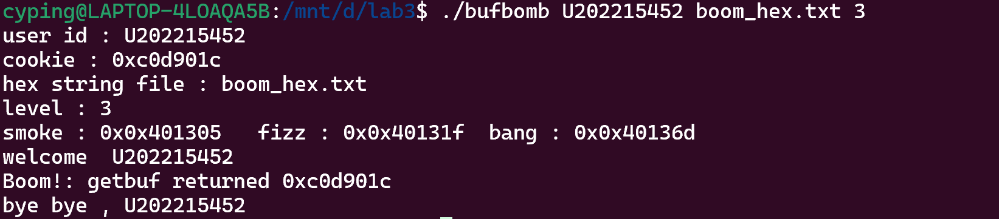 cyping@LAPTOP-4LOAQA5B:/mnt/d/lab3$ ./bufbomb U202215452 boom_hex.txt 3
user id : U202215452
cookie : 0xc0d901c
hex string file : boom_hex.txt
level : 3
smoke : 0x0x401305   fizz : 0x0x40131f  bang : 0x0x40136d
welcome  U202215452
Boom!: getbuf returned 0xc0d901c
bye bye , U202215452